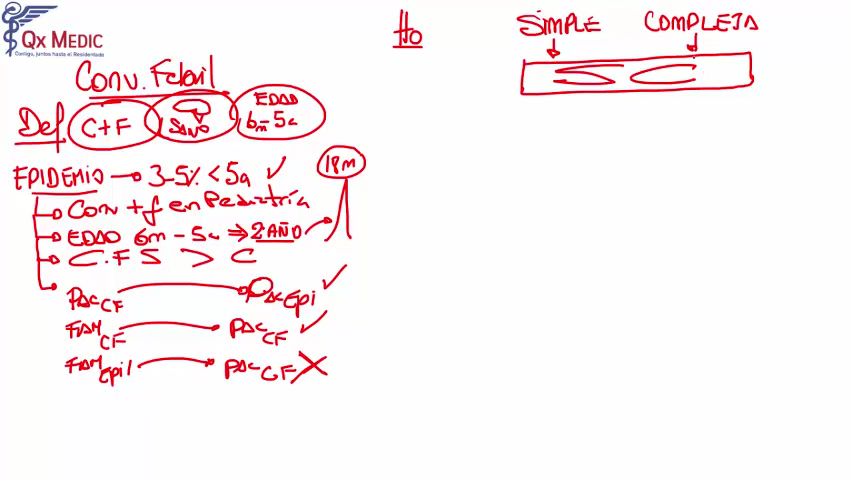 Qx MEDIC
Contigo, juntos hasta el Residentado
Conv. Febril
Def C+F SANO EDAD 6m-5a
EPIDEMIO → 3-5% < 5a ✓ 18m
Conv + f en Pediatría
EDAD 6m - 5a ⇒ 2 AÑO
C.F S > C
PAC CF → PAC Epi ✓
FAM CF → PAC CF ✓
FAM Epil → PAC CF X
Ho
SIMPLE COMPLEJA